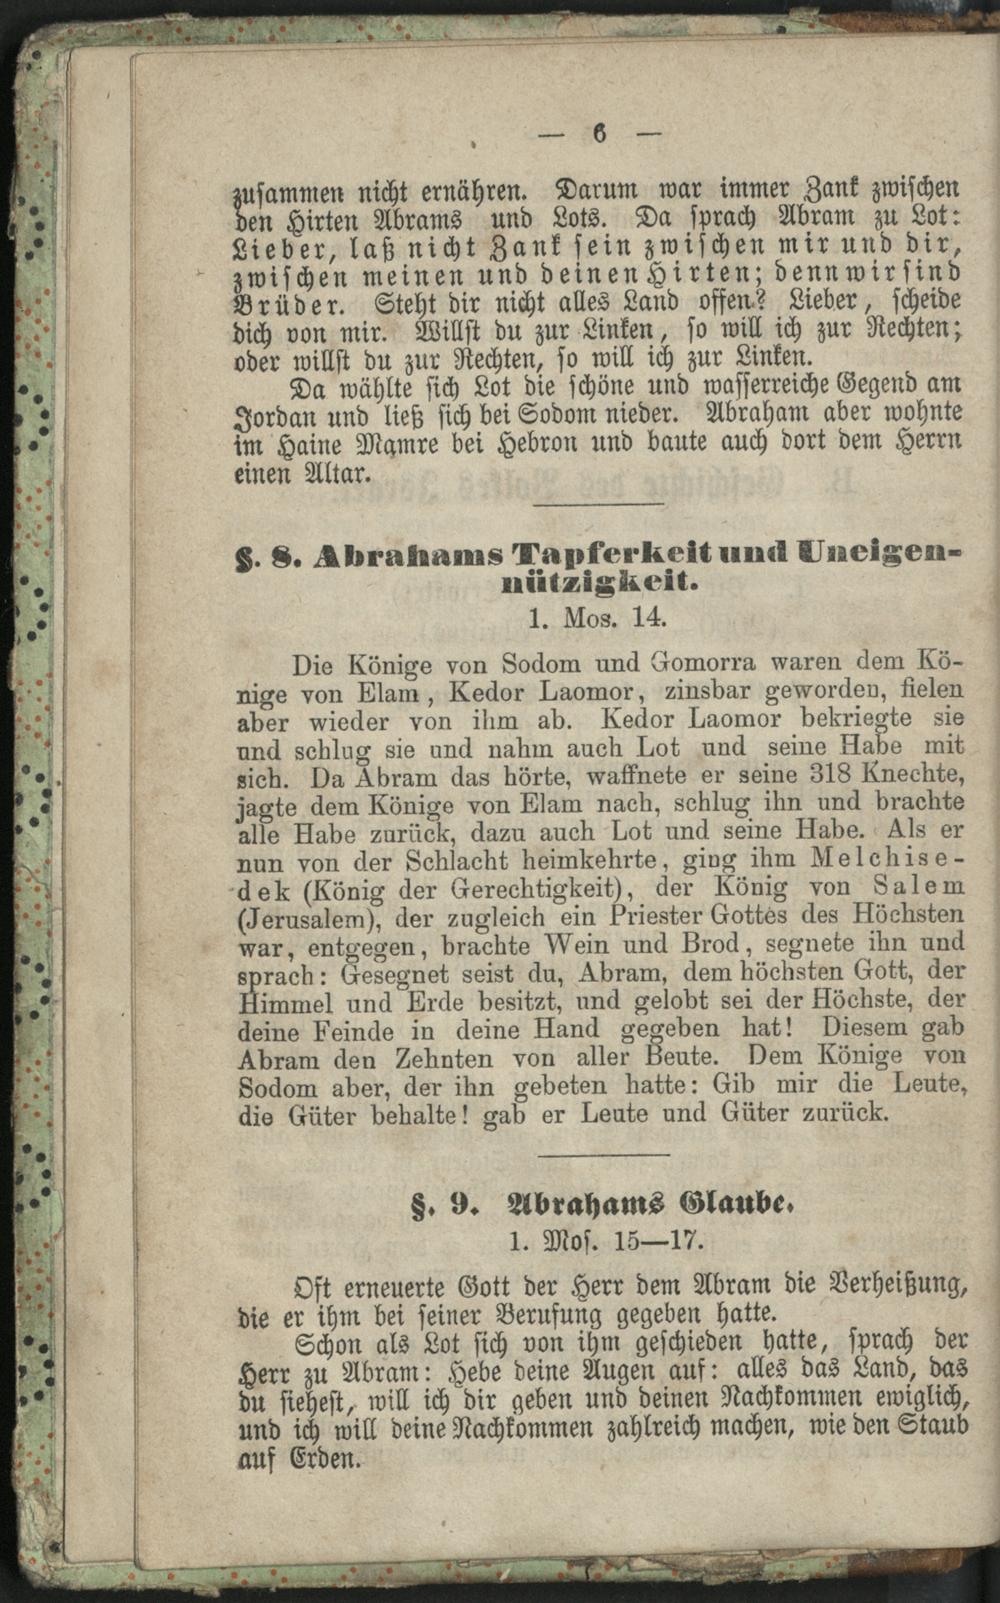 — 6 —
zusammen nicht ernähren. Darum war immer Zank zwischen
den Hirten Abrams und Lots. Da sprach Abram zu Lot:
Lieber, laß nicht Zank sein zwischen mir und dir,
zwischen meinen und deinen Hirten; denn wir sind
Brüder. Steht dir nicht alles Land offen? Lieber, scheide
dich von mir. Willst du zur Linken, so will ich zur Rechten;
oder willst du zur Rechten, so will ich zur Linken.
Da wählte sich Lot die schöne und wasserreiche Gegend am
Jordan und ließ sich bei Sodom nieder. Abraham aber wohnte
im Haine Mamre bei Hebron und baute auch dort dem Herrn
einen Altar.
§. 8. Abrahams Tapferkeit und Uneigen-
nützigkeit.
1. Mos. 14.
Die Könige von Sodom und Gomorra waren dem Kö-
nige von Elam, Kedor Laomor, zinsbar geworden, fielen
aber wieder von ihm ab. Kedor Laomor bekriegte sie
und schlug sie und nahm auch Lot und seine Habe mit
sich. Da Abram das hörte, waffnete er seine 318 Knechte,
jagte dem Könige von Elam nach, schlug ihn und brachte
alle Habe zurück, dazu auch Lot und seine Habe. Als er
nun von der Schlacht heimkehrte, ging ihm Melchise-
dek (König der Gerechtigkeit), der König von Salem
(Jerusalem), der zugleich ein Priester Gottes des Höchsten
war, entgegen, brachte Wein und Brod, segnete ihn und
sprach: Gesegnet seist du, Abram, dem höchsten Gott, der
Himmel und Erde besitzt, und gelobt sei der Höchste, der
deine Feinde in deine Hand gegeben hat! Diesem gab
Abram den Zehnten von aller Beute. Dem Könige von
Sodom aber, der ihn gebeten hatte: Gib mir die Leute,
die Güter behalte! gab er Leute und Güter zurück.
§. 9. Abrahams Glaube.
1. Mos. 15—17.
Oft erneuerte Gott der Herr dem Abram die Verheißung,
die er ihm bei seiner Berufung gegeben hatte.
Schon als Lot sich von ihm geschieden hatte, sprach der
Herr zu Abram: Hebe deine Augen auf: alles das Land, das
du siehest, will ich dir geben und deinen Nachkommen ewiglich,
und ich will deine Nachkommen zahlreich machen, wie den Staub
auf Erden.